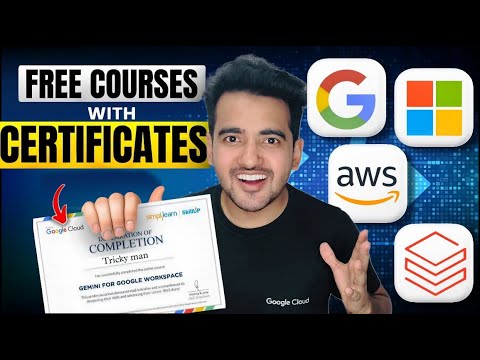 FREE COURSES
WITH
CERTIFICATES
aws
Google Cloud
simplilearn | SKILLUP
COMPLETION
Tricky man
GEMINI FOR GOOGLE WORKSPACE
Google Cloud